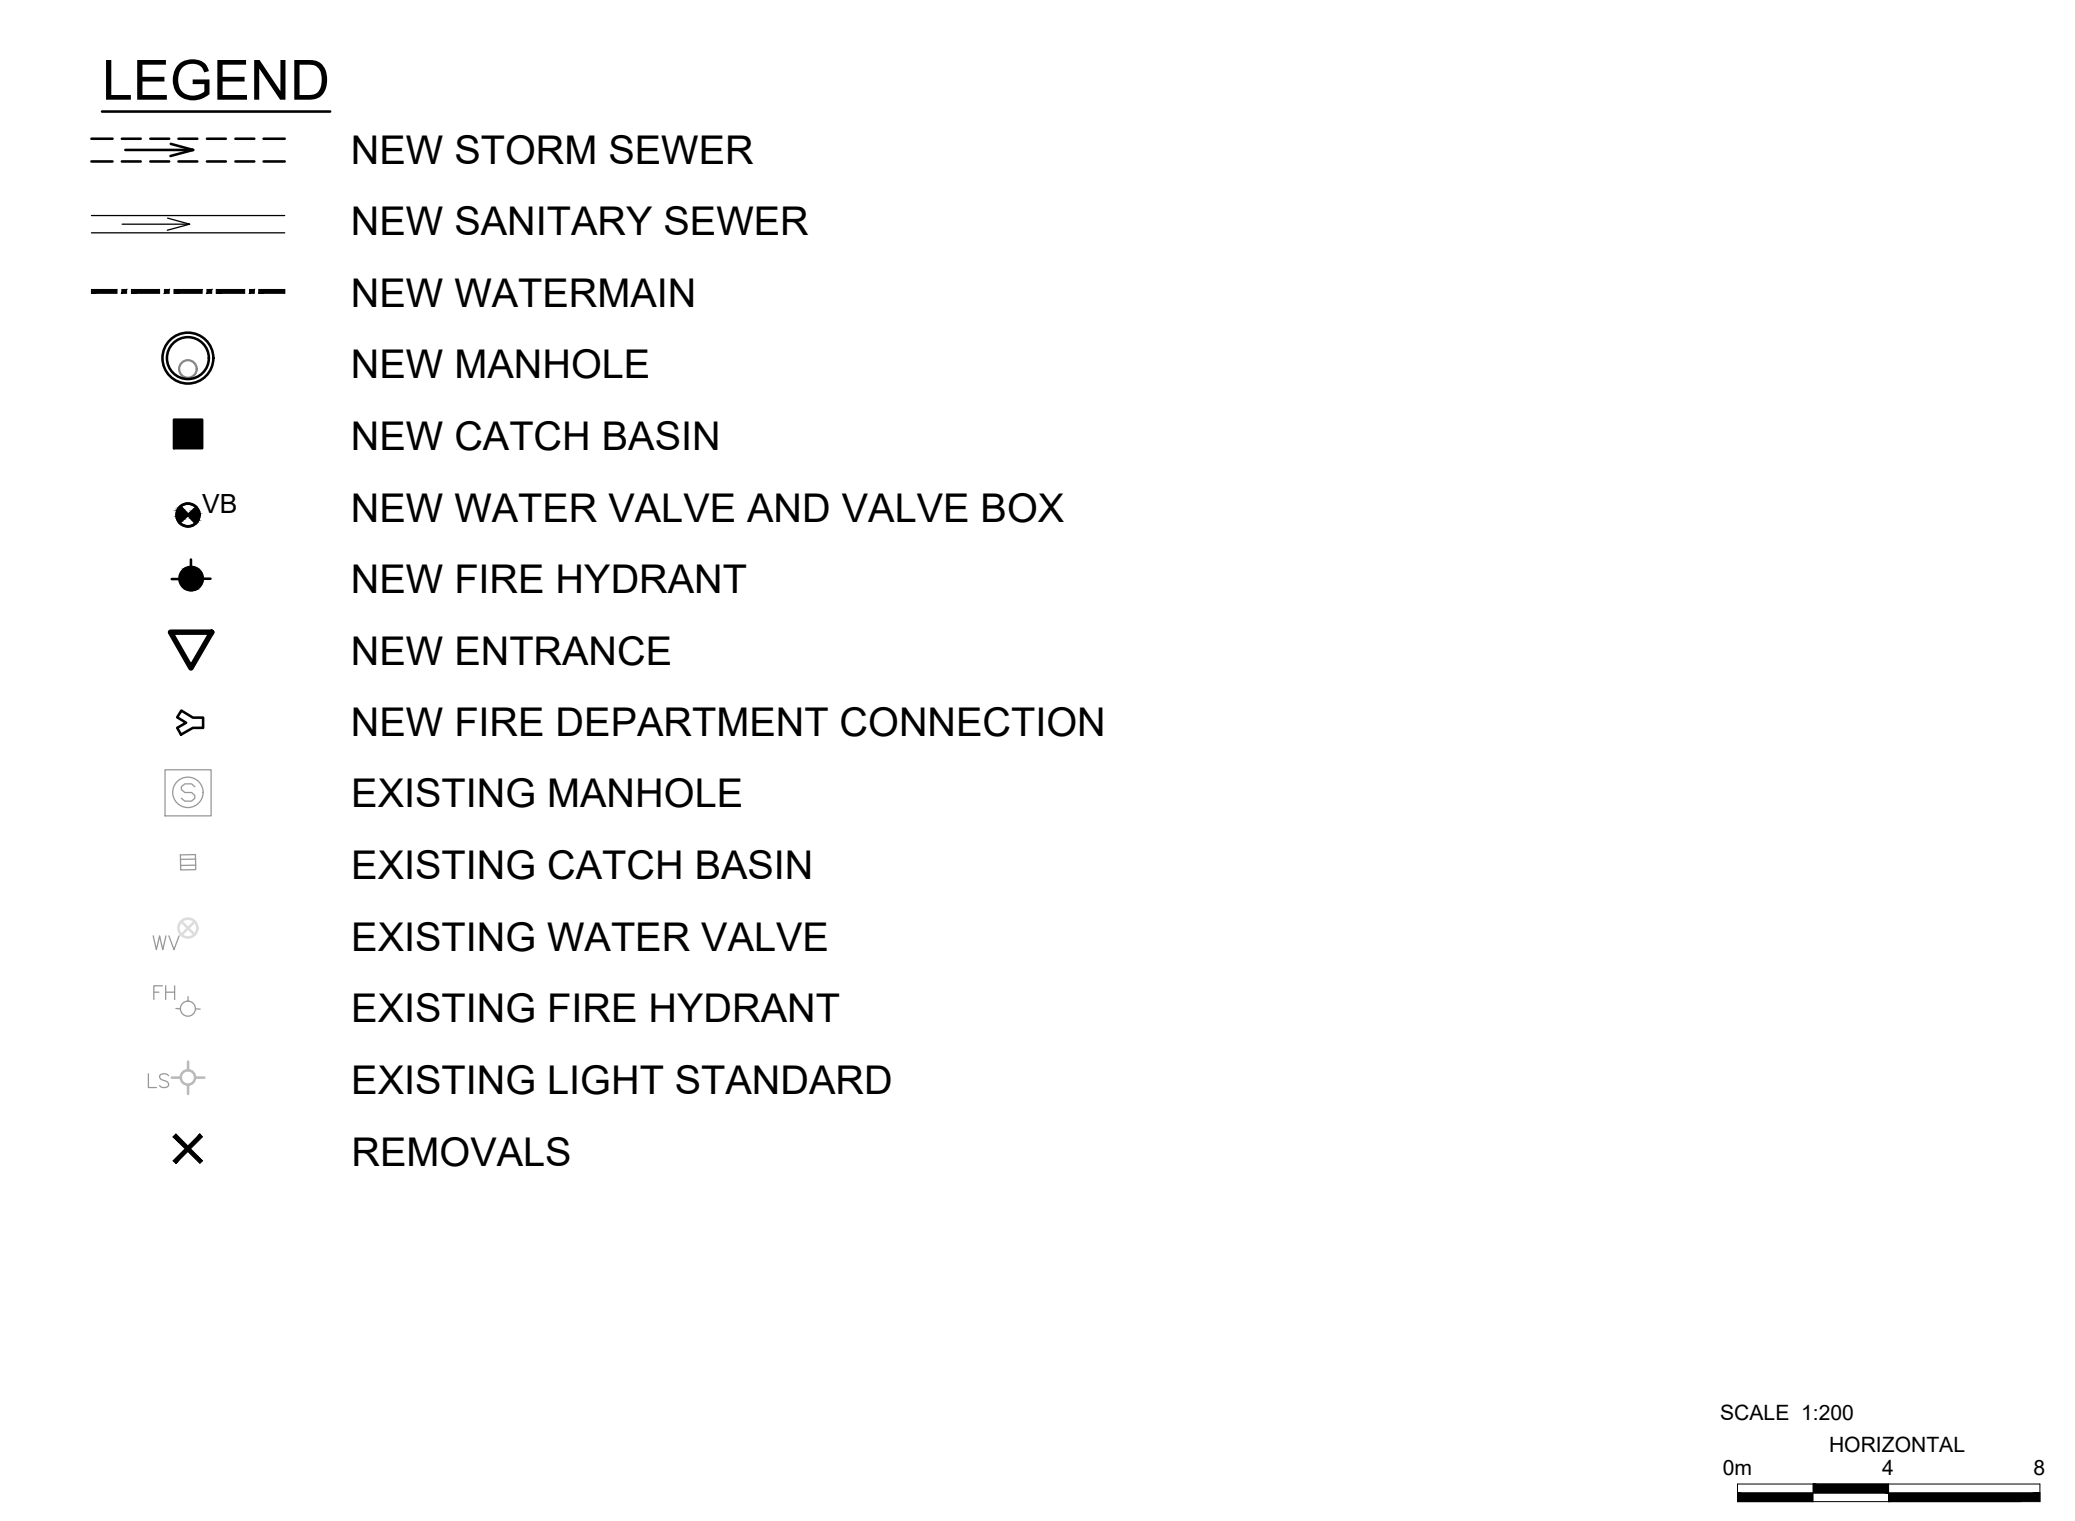 LEGEND
NEW STORM SEWER
NEW SANITARY SEWER
NEW WATERMAIN
NEW MANHOLE
NEW CATCH BASIN
VB NEW WATER VALVE AND VALVE BOX
NEW FIRE HYDRANT
NEW ENTRANCE
NEW FIRE DEPARTMENT CONNECTION
S EXISTING MANHOLE
EXISTING CATCH BASIN
WV EXISTING WATER VALVE
FH EXISTING FIRE HYDRANT
LS EXISTING LIGHT STANDARD
REMOVALS
SCALE 1:200
HORIZONTAL
0m 4 8